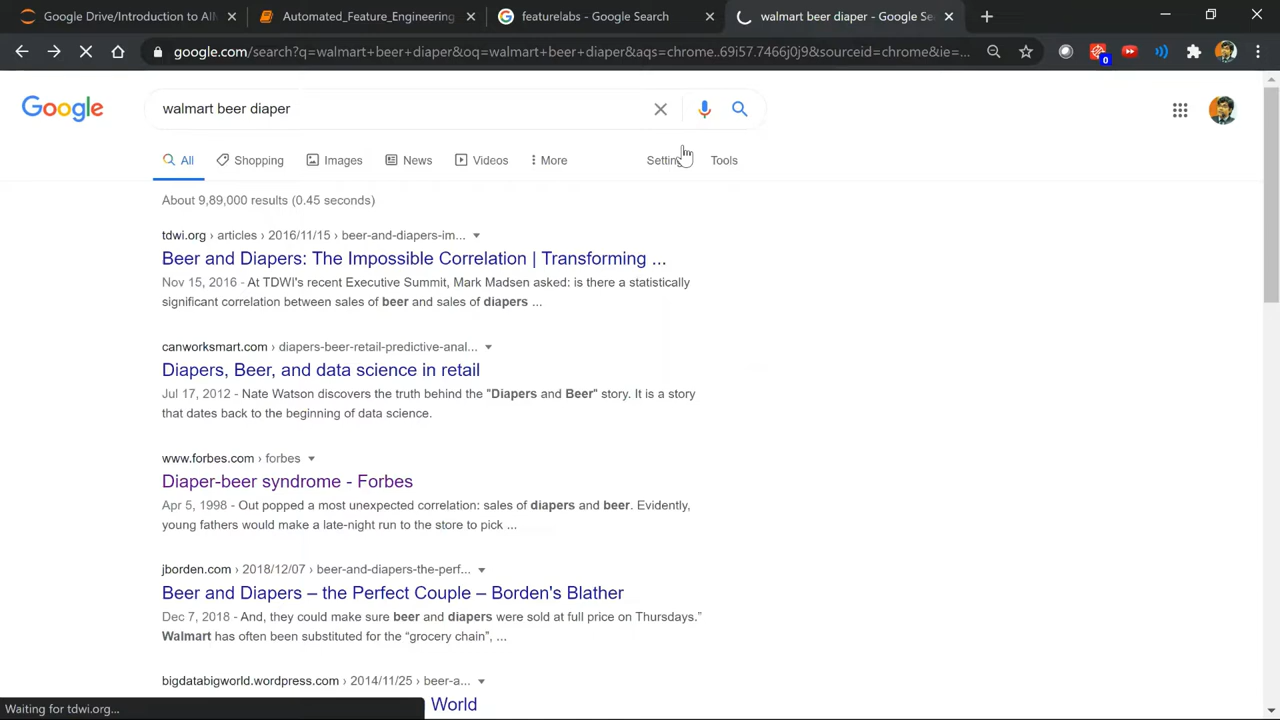 Google Drive/Introduction to AI
Automated_Feature_Engineering
featurelabs - Google Search
walmart beer diaper - Google Se
google.com/search?q=walmart+beer+diaper&oq=walmart+beer+diaper&aqs=chrome..69i57.7466j0j9&sourceid=chrome&ie=...
0
Google
walmart beer diaper
All
Shopping
Images
News
Videos
More
Tools
About 9,89,000 results (0.45 seconds)
tdwi.org › articles › 2016/11/15 › beer-and-diapers-im...
Beer and Diapers: The Impossible Correlation | Transforming ...
Nov 15, 2016 - At TDWI's recent Executive Summit, Mark Madsen asked: is there a statistically
significant correlation between sales of beer and sales of diapers ...
canworksmart.com › diapers-beer-retail-predictive-anal...
Diapers, Beer, and data science in retail
Jul 17, 2012 - Nate Watson discovers the truth behind the "Diapers and Beer" story. It is a story
that dates back to the beginning of data science.
www.forbes.com › forbes
Diaper-beer syndrome - Forbes
Apr 5, 1998 - Out popped a most unexpected correlation: sales of diapers and beer. Evidently,
young fathers would make a late-night run to the store to pick ...
jborden.com › 2018/12/07 › beer-and-diapers-the-perf...
Beer and Diapers – the Perfect Couple – Borden's Blather
Dec 7, 2018 - And, they could make sure beer and diapers were sold at full price on Thursdays.”
Walmart has often been substituted for the “grocery chain”, ...
bigdatabigworld.wordpress.com › 2014/11/25 › beer-a...
World
Waiting for tdwi.org...